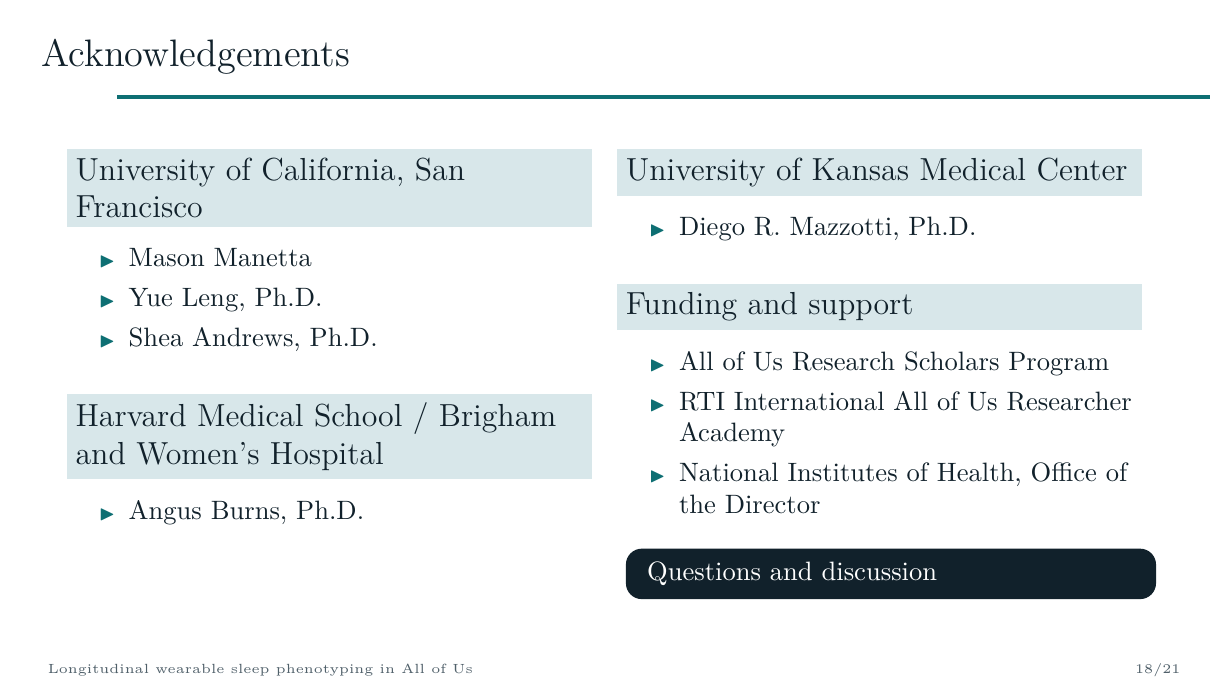 Acknowledgements
University of California, San
Francisco
▶ Mason Manetta
▶ Yue Leng, Ph.D.
▶ Shea Andrews, Ph.D.
Harvard Medical School / Brigham
and Women's Hospital
▶ Angus Burns, Ph.D.
University of Kansas Medical Center
▶ Diego R. Mazzotti, Ph.D.
Funding and support
▶ All of Us Research Scholars Program
▶ RTI International All of Us Researcher
Academy
▶ National Institutes of Health, Office of
the Director
Questions and discussion
Longitudinal wearable sleep phenotyping in All of Us
18/21